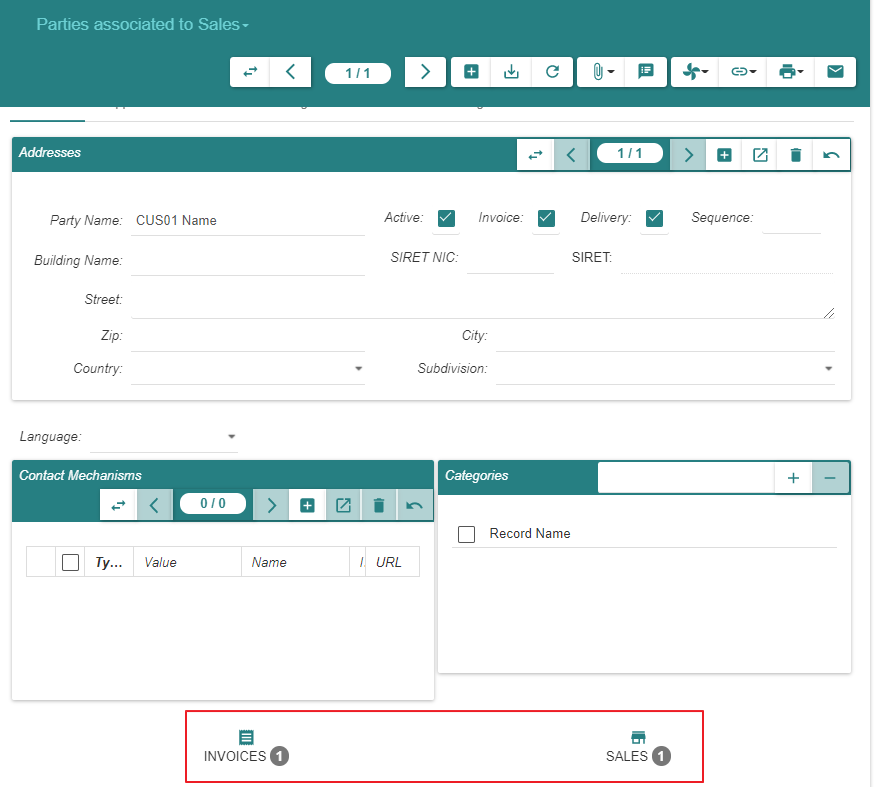 Parties associated to Sales
1 / 1
Addresses
1 / 1
Party Name: CUS01 Name Active: Invoice: Delivery: Sequence:
Building Name: SIRET NIC: SIRET:
Street:
Zip: City:
Country: Subdivision:
Language:
Contact Mechanisms
0 / 0
Ty... Value Name I. URL
Categories
Record Name
INVOICES 1 SALES 1